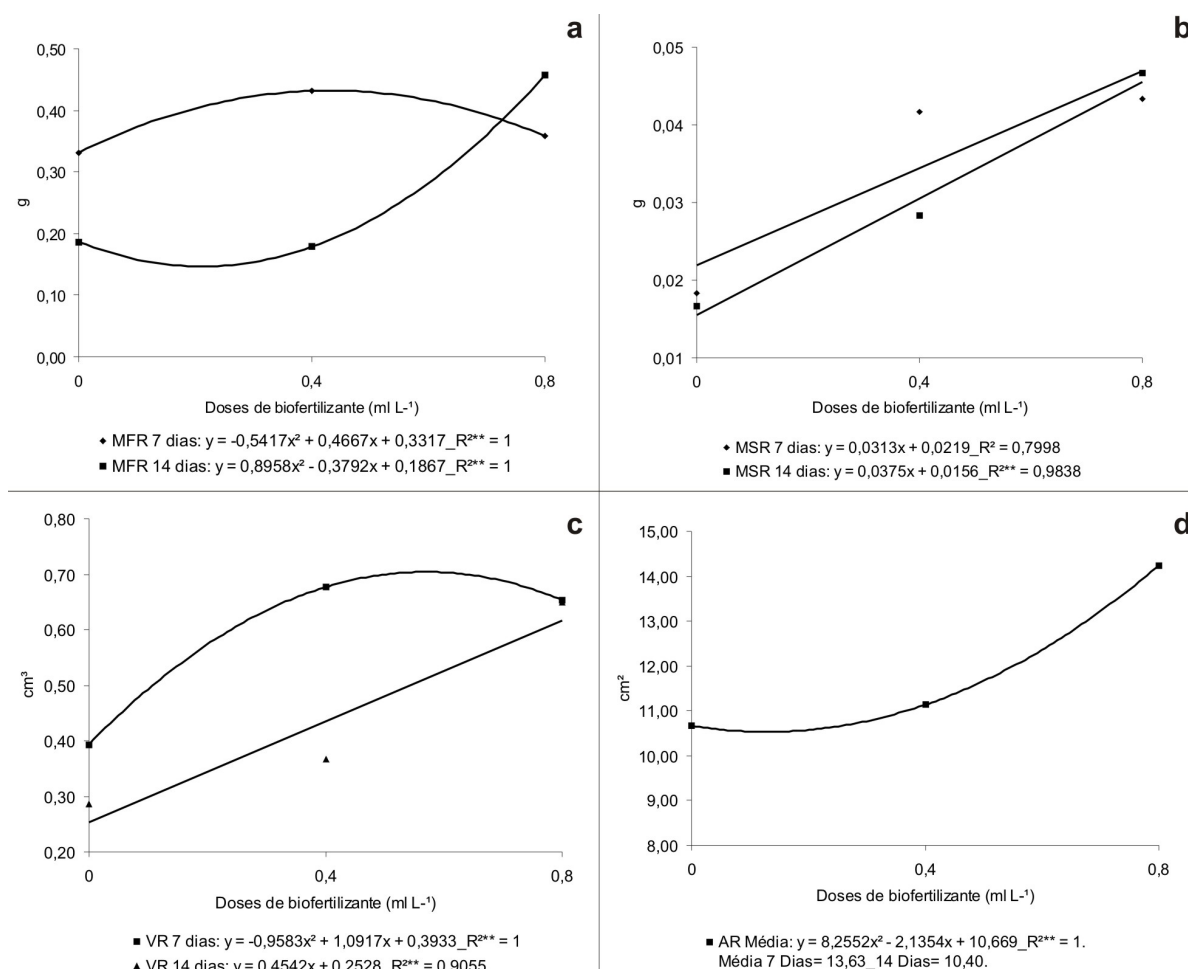 a
0,50
0,40
0,30
0,20
0,10
0,00
g
0 0,4 0,8
Doses de biofertilizante (ml L-¹)
MFR 7 dias: y = -0,5417x² + 0,4667x + 0,3317_R²** = 1
MFR 14 dias: y = 0,8958x² - 0,3792x + 0,1867_R²** = 1
b
0,05
0,04
0,03
0,02
0,01
g
0 0,4 0,8
Doses de biofertilizante (ml L-¹)
MSR 7 dias: y = 0,0313x + 0,0219_R² = 0,7998
MSR 14 dias: y = 0,0375x + 0,0156_R²** = 0,9838
c
0,80
0,70
0,60
0,50
0,40
0,30
0,20
cm³
0 0,4 0,8
Doses de biofertilizante (ml L-¹)
VR 7 dias: y = -0,9583x² + 1,0917x + 0,3933_R²** = 1
VR 14 dias: y = 0,4542x + 0,2528_R²** = 0,9055
d
15,00
14,00
13,00
12,00
11,00
10,00
9,00
8,00
cm²
0 0,4 0,8
Doses de biofertilizante (ml L-¹)
AR Média: y = 8,2552x² - 2,1354x + 10,669_R²** = 1.
Média 7 Dias= 13,63_14 Dias= 10,40.